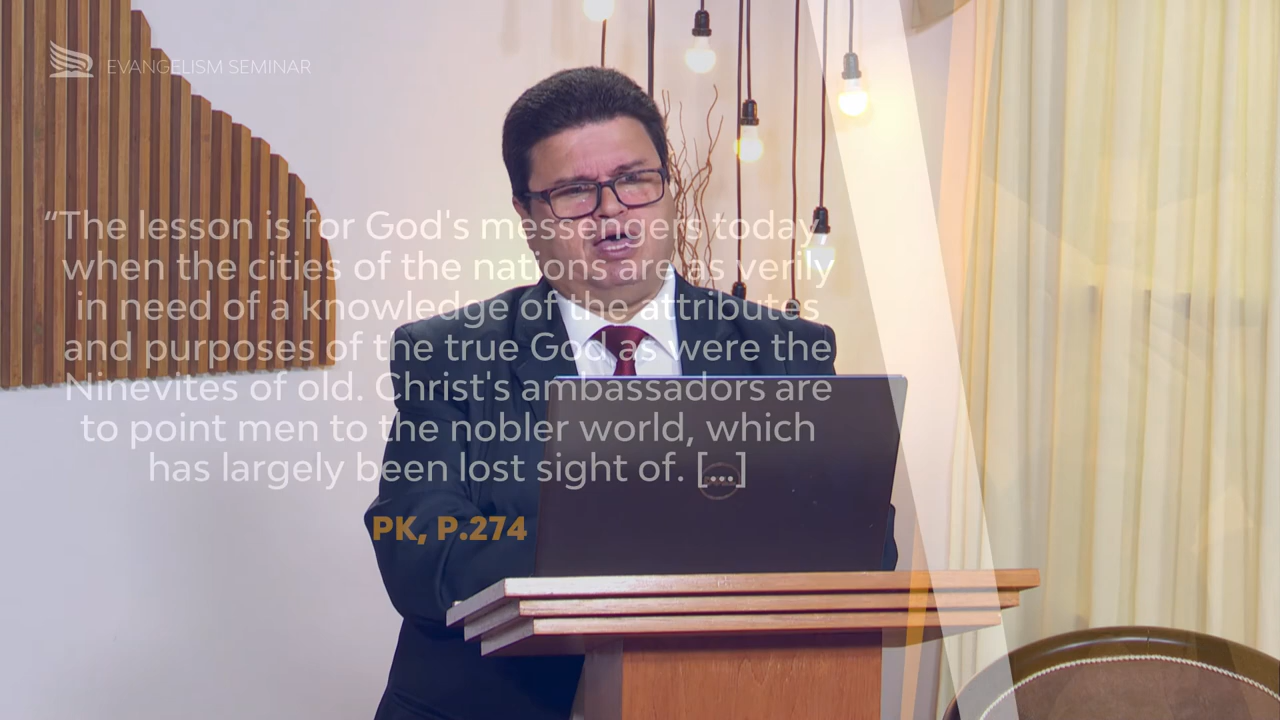 EVANGELISM SEMINAR
“The lesson is for God's messengers today,
when the cities of the nations are as verily
in need of a knowledge of the attributes
and purposes of the true God as were the
Ninevites of old. Christ's ambassadors are
to point men to the nobler world, which
has largely been lost sight of. [...]
PK, P.274